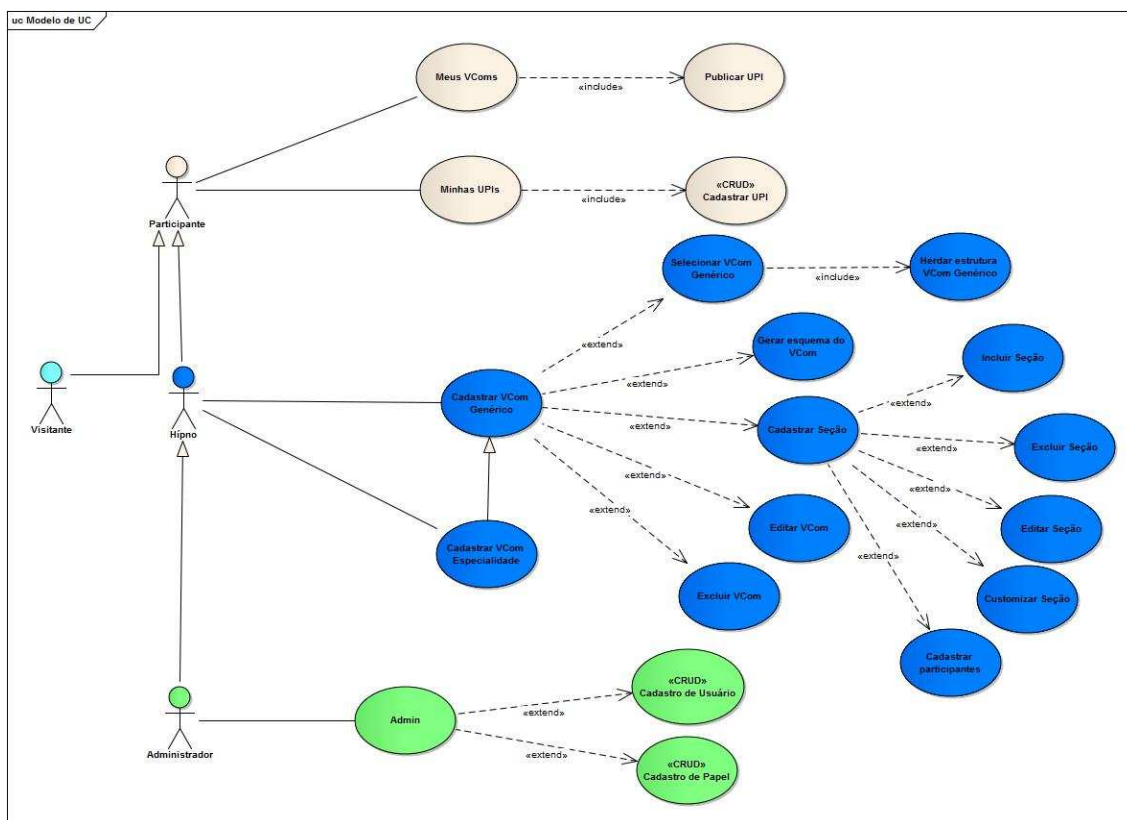 uc Modelo de UC
Meus VComs
«include»
Publicar UPI
Participante
Minhas UPIs
«include»
«CRUD»
Cadastrar UPI
Selecionar VCom
Genérico
«include»
Herdar estrutura
VCom Genérico
«extend»
Gerar esquema do
VCom
«extend»
Incluir Seção
«extend»
Visitante
Hípno
Cadastrar VCom
Genérico
«extend»
Cadastrar Seção
«extend»
Excluir Seção
«extend»
«extend»
Editar VCom
«extend»
Editar Seção
«extend»
Cadastrar VCom
Especialidade
«extend»
Excluir VCom
Customizar Seção
«extend»
Cadastrar
participantes
Administrador
Admin
«extend»
«CRUD»
Cadastro de Usuário
«extend»
«CRUD»
Cadastro de Papel